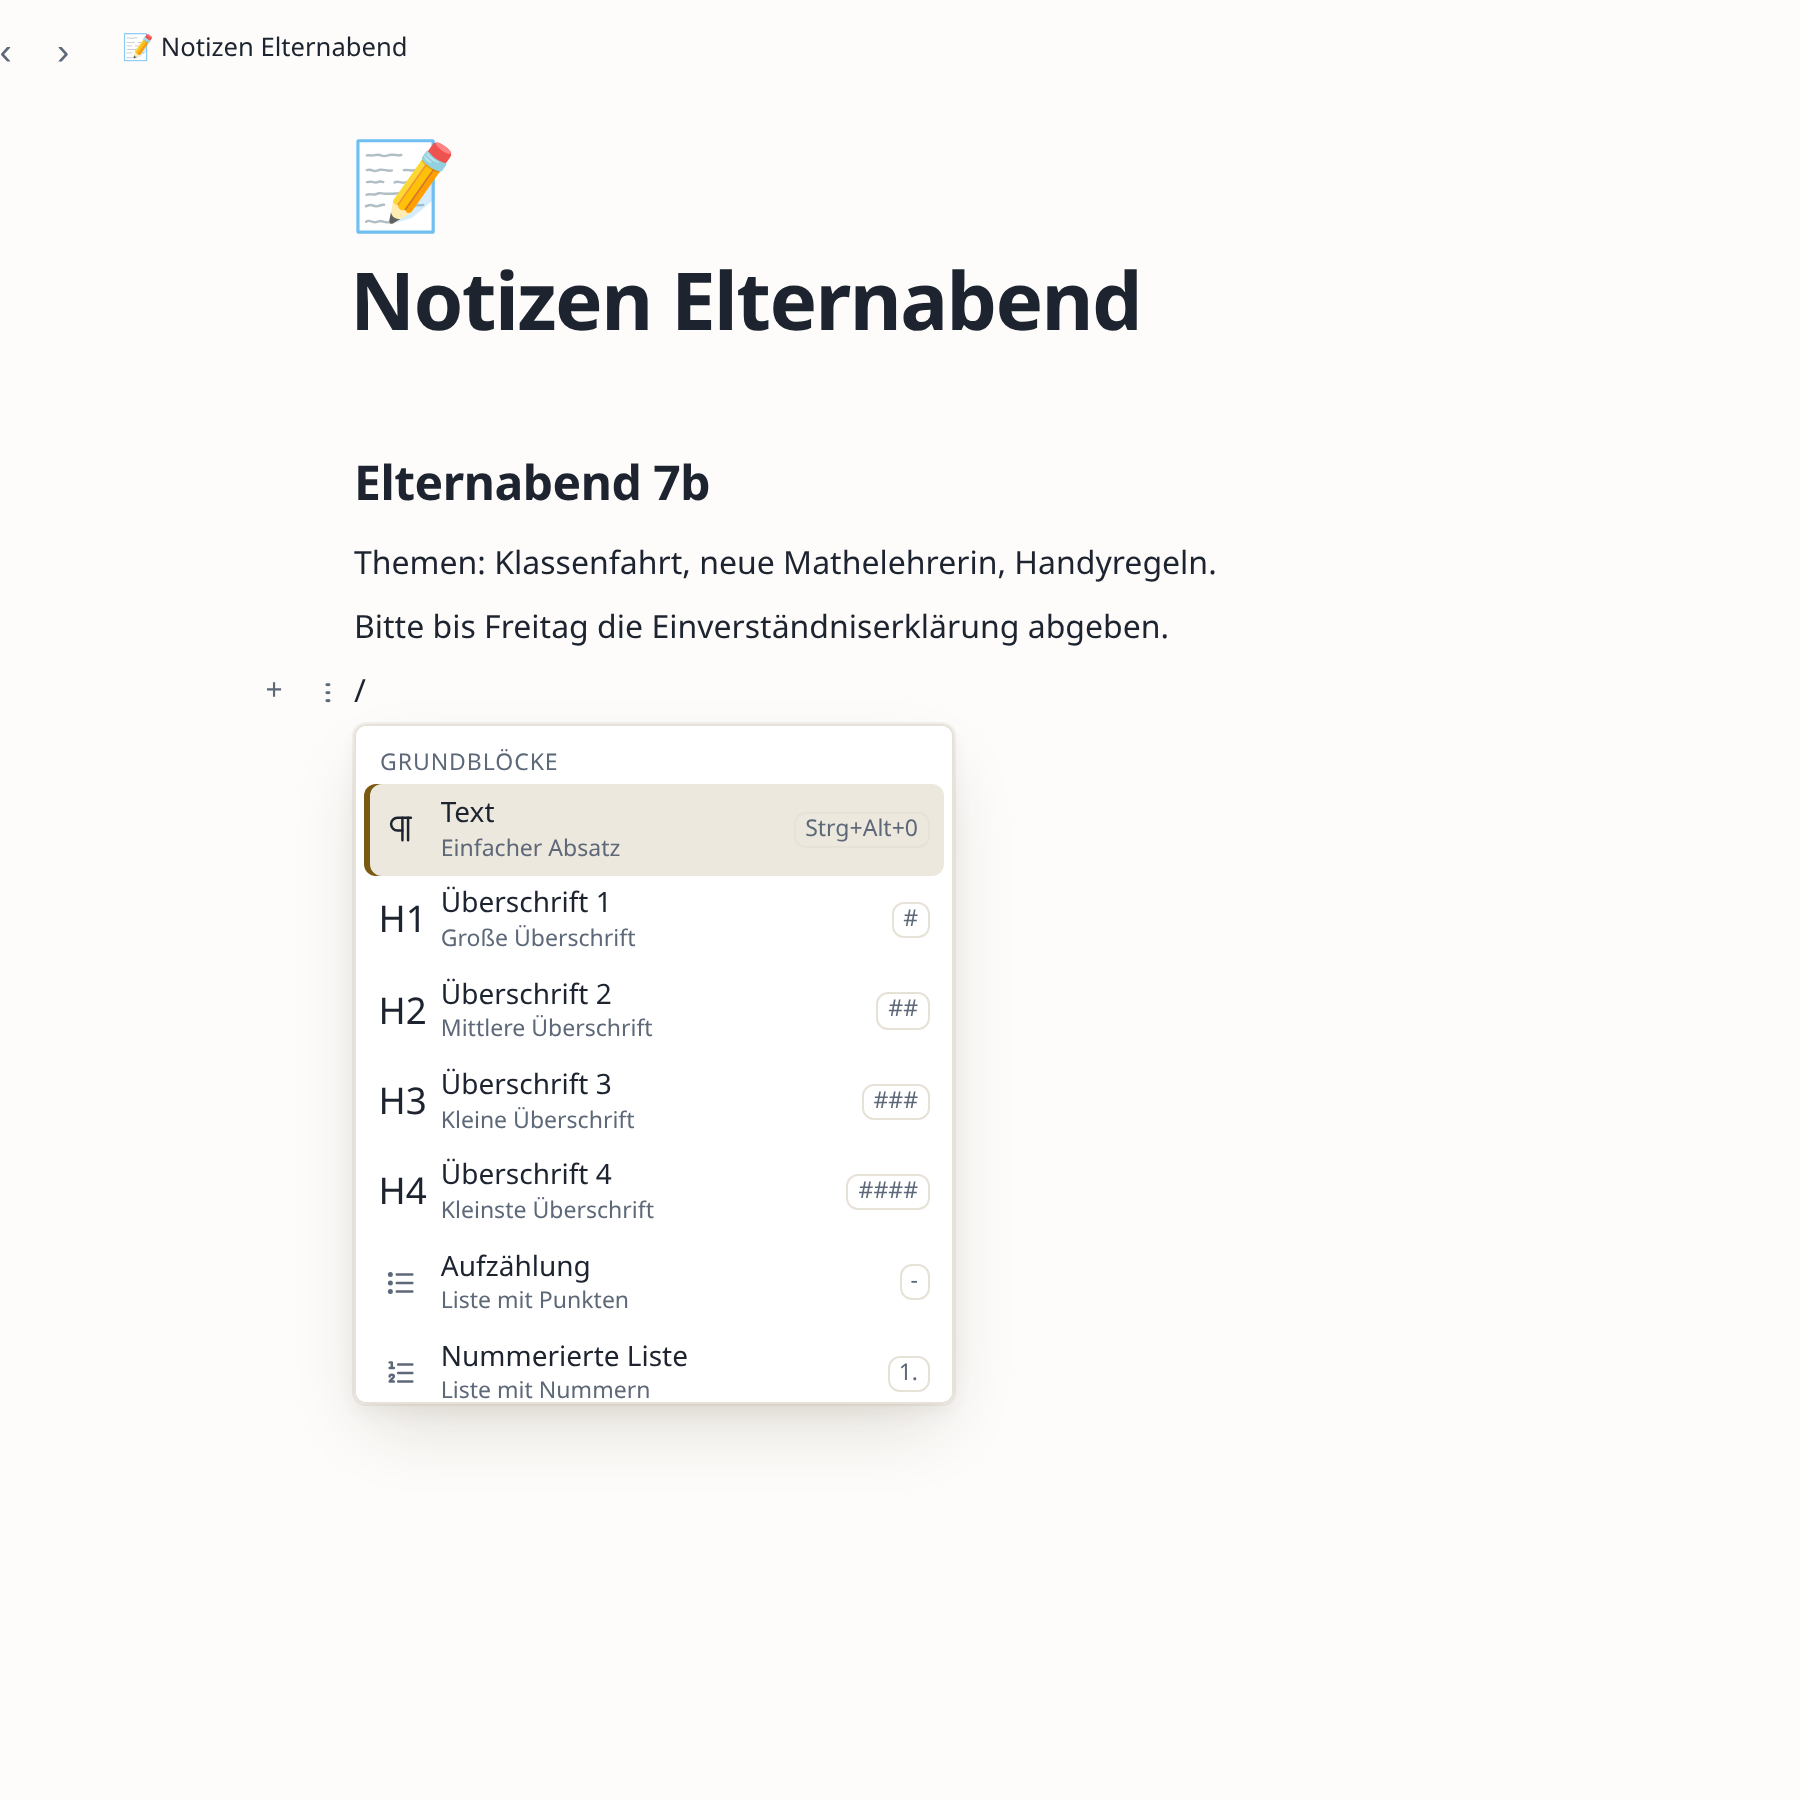 Notizen Elternabend
Notizen Elternabend
Elternabend 7b
Themen: Klassenfahrt, neue Mathelehrerin, Handyregeln.
Bitte bis Freitag die Einverständniserklärung abgeben.
/
GRUNDBLÖCKE
Text
Einfacher Absatz
Strg+Alt+0
H1 Überschrift 1
Große Überschrift
#
H2 Überschrift 2
Mittlere Überschrift
##
H3 Überschrift 3
Kleine Überschrift
###
H4 Überschrift 4
Kleinste Überschrift
####
Aufzählung
Liste mit Punkten
-
Nummerierte Liste
Liste mit Nummern
1.